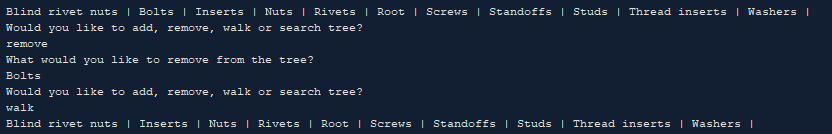 Blind rivet nuts | Bolts | Inserts | Nuts | Rivets | Root | Screws | Standoffs | Studs | Thread inserts | Washers |
Would you like to add, remove, walk or search tree?
remove
What would you like to remove from the tree?
Bolts
Would you like to add, remove, walk or search tree?
walk
Blind rivet nuts | Inserts | Nuts | Rivets | Root | Screws | Standoffs | Studs | Thread inserts | Washers |